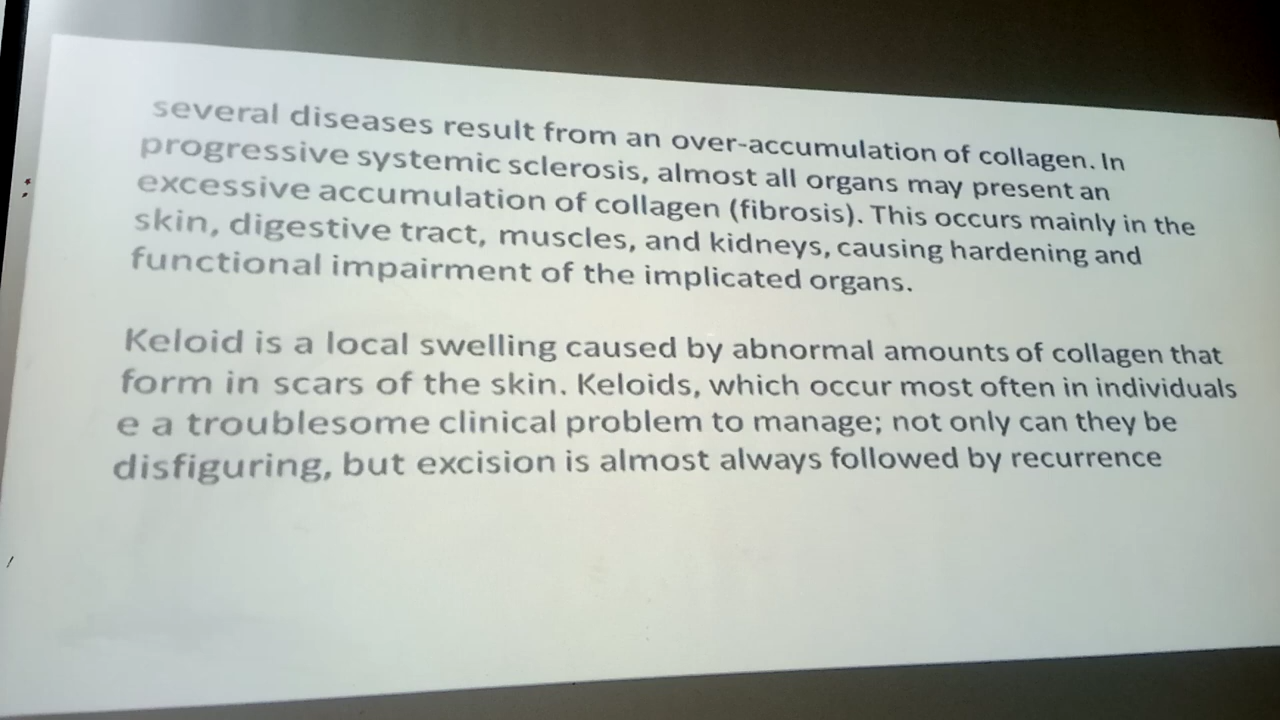 several diseases result from an over-accumulation of collagen. In
progressive systemic sclerosis, almost all organs may present an
excessive accumulation of collagen (fibrosis). This occurs mainly in the
skin, digestive tract, muscles, and kidneys, causing hardening and
functional impairment of the implicated organs.
Keloid is a local swelling caused by abnormal amounts of collagen that
form in scars of the skin. Keloids, which occur most often in individuals
e a troublesome clinical problem to manage; not only can they be
disfiguring, but excision is almost always followed by recurrence